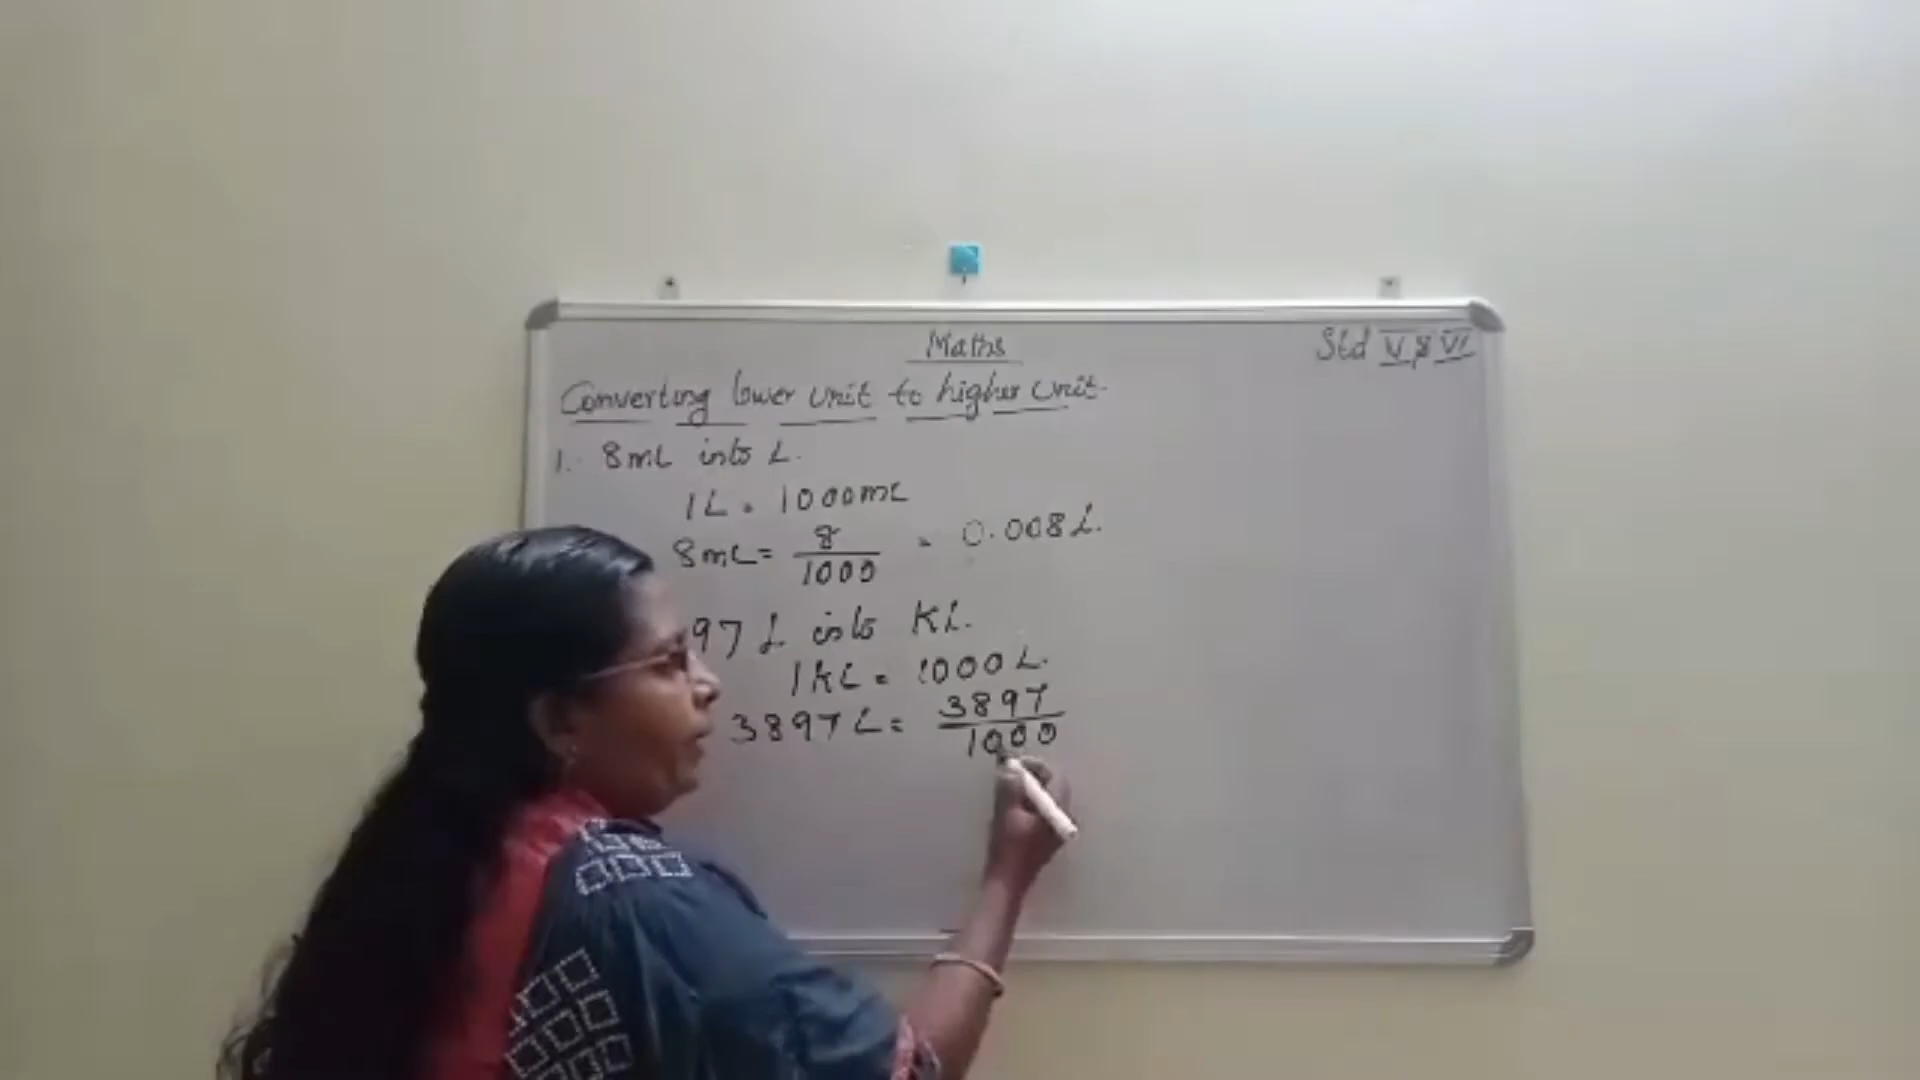 Maths
Std V & VI
Converting lower unit to higher unit.
1. 8mL into L.
1L = 1000mL
8mL = 8/1000 = 0.008L.
97 L into KL.
1KL = 1000L.
3897L = 3897/1000